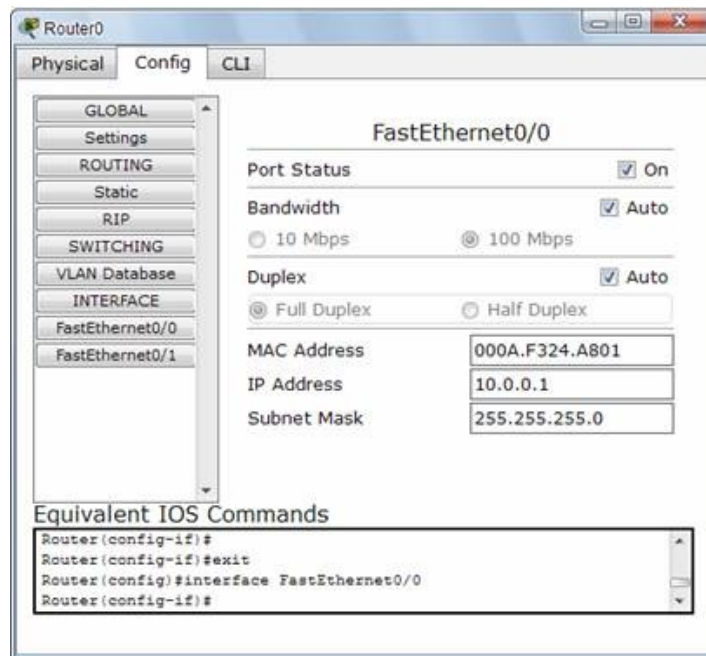 Router0
Physical Config CLI
GLOBAL
Settings
ROUTING
Static
RIP
SWITCHING
VLAN Database
INTERFACE
FastEthernet0/0
FastEthernet0/1
FastEthernet0/0
Port Status On
Bandwidth Auto
10 Mbps 100 Mbps
Duplex Auto
Full Duplex Half Duplex
MAC Address 000A.F324.A801
IP Address 10.0.0.1
Subnet Mask 255.255.255.0
Equivalent IOS Commands
Router(config-if)#
Router(config-if)#exit
Router(config)#interface FastEthernet0/0
Router(config-if)#